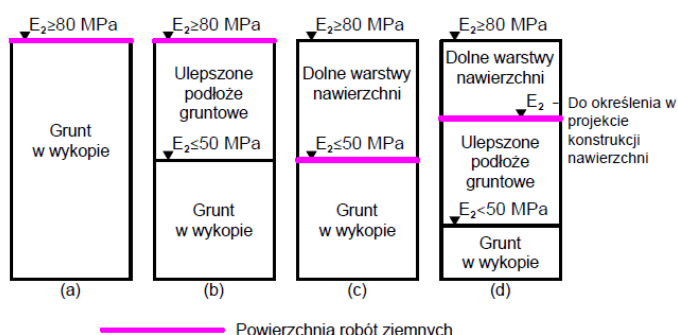 E₂≥80 MPa
E₂≥80 MPa
E₂≥80 MPa
E₂≥80 MPa
Grunt
w wykopie
(a)
Ulepszone
podłoże
gruntowe
E₂≤50 MPa
Grunt
w wykopie
(b)
Dolne warstwy
nawierzchni
E₂≤50 MPa
Grunt
w wykopie
(c)
Dolne warstwy
nawierzchni
E₂ - Do określenia w
projekcie
konstrukcji
nawierzchni
Ulepszone
podłoże
gruntowe
E₂<50 MPa
Grunt
w wykopie
(d)
Powierzchnia robót ziemnych